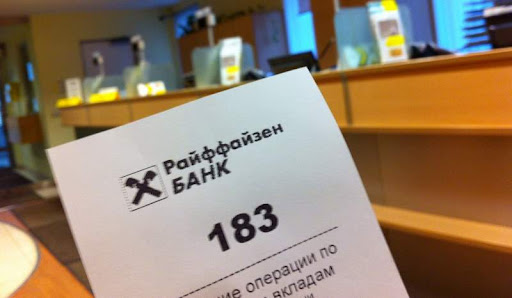 Райффайзен
БАНК
183
операции по
вкладам